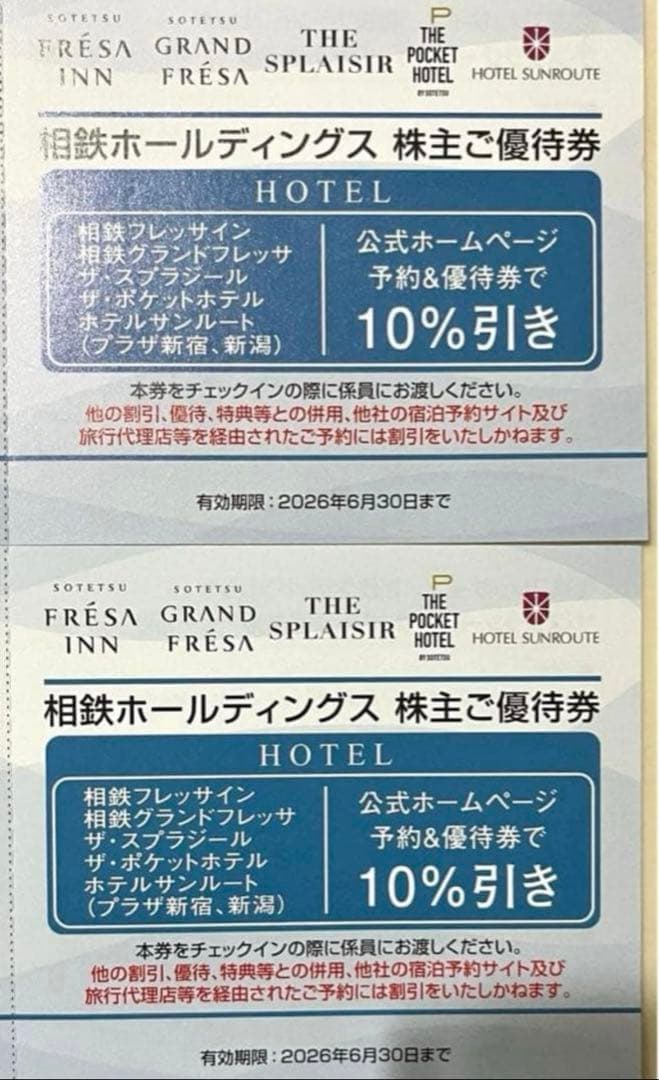 SOTETSU
FRÉSA
INN
SOTETSU
GRAND
FRÉSA
THE
SPLAISIR
P
THE
POCKET
HOTEL
BY SOTETSU
HOTEL SUNROUTE
相鉄ホールディングス 株主ご優待券
HOTEL
相鉄フレッサイン
相鉄グランドフレッサ
ザ・スプラジール
ザ・ポケットホテル
ホテルサンルート
(プラザ新宿、新潟)
公式ホームページ
予約&優待券で
10%引き
本券をチェックインの際に係員にお渡しください。
他の割引、優待、特典等との併用、他社の宿泊予約サイト及び
旅行代理店等を経由されたご予約には割引をいたしかねます。
有効期限:2026年6月30日まで
SOTETSU
FRÉSA
INN
SOTETSU
GRAND
FRÉSA
THE
SPLAISIR
P
THE
POCKET
HOTEL
BY SOTETSU
HOTEL SUNROUTE
相鉄ホールディングス 株主ご優待券
HOTEL
相鉄フレッサイン
相鉄グランドフレッサ
ザ・スプラジール
ザ・ポケットホテル
ホテルサンルート
(プラザ新宿、新潟)
公式ホームページ
予約&優待券で
10%引き
本券をチェックインの際に係員にお渡しください。
他の割引、優待、特典等との併用、他社の宿泊予約サイト及び
旅行代理店等を経由されたご予約には割引をいたしかねます。
有効期限:2026年6月30日まで